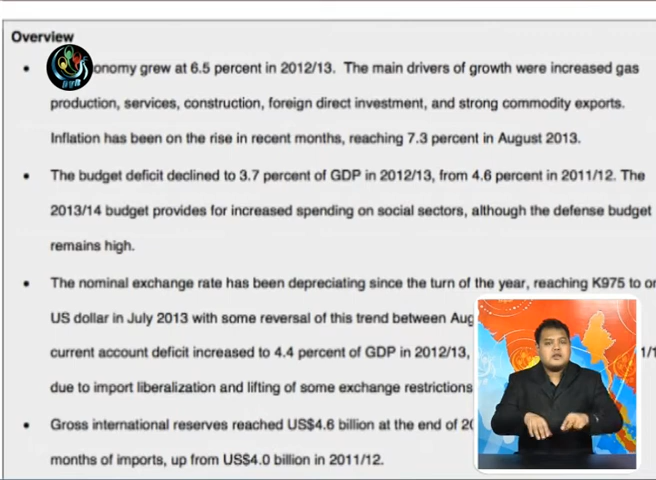 Overview
• onomy grew at 6.5 percent in 2012/13. The main drivers of growth were increased gas
production, services, construction, foreign direct investment, and strong commodity exports.
Inflation has been on the rise in recent months, reaching 7.3 percent in August 2013.
• The budget deficit declined to 3.7 percent of GDP in 2012/13, from 4.6 percent in 2011/12. The
2013/14 budget provides for increased spending on social sectors, although the defense budget
remains high.
• The nominal exchange rate has been depreciating since the turn of the year, reaching K975 to
US dollar in July 2013 with some reversal of this trend between
current account deficit increased to 4.4 percent of GDP in 2012/13,
due to import liberalization and lifting of some exchange restrictions
• Gross international reserves reached US$4.6 billion at the end of
months of imports, up from US$4.0 billion in 2011/12.